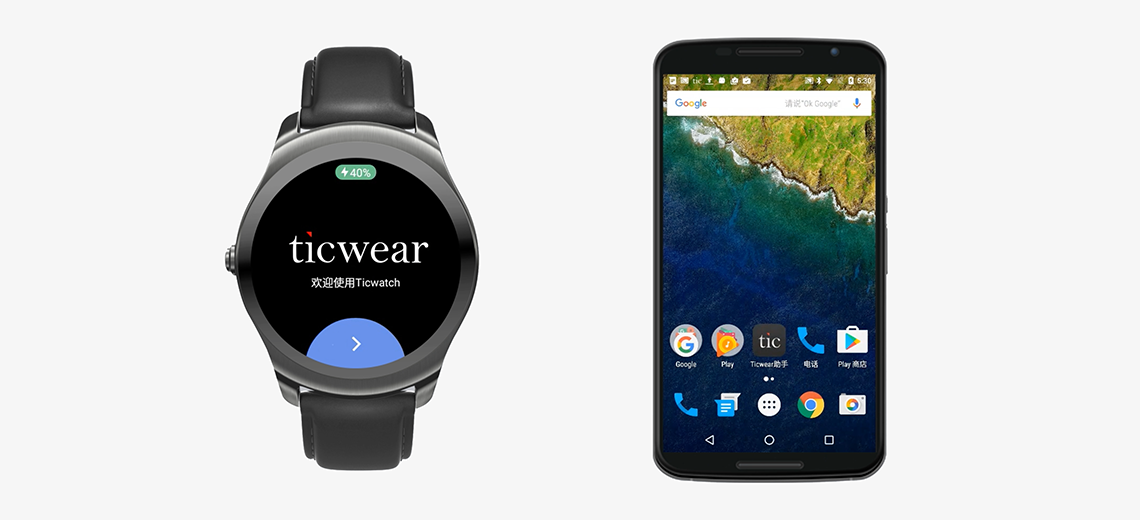 40%
ticwear
欢迎使用Ticwatch
tic
5:30
Google
请说"Ok Google"
tic
Google
Play
Ticwear助手
电话
Play 商店